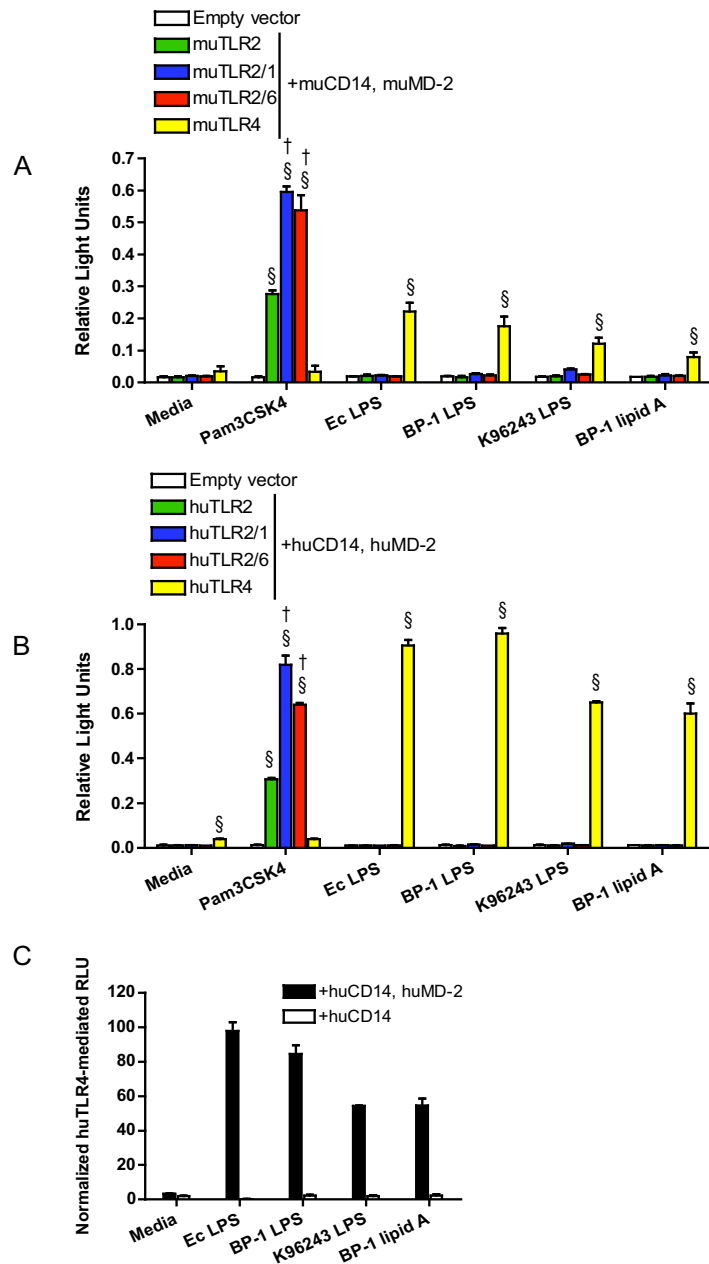 Empty vector
muTLR2
muTLR2/1
muTLR2/6
muTLR4
+muCD14, muMD-2
A
Relative Light Units
0.7
0.6
0.5
0.4
0.3
0.2
0.1
0.0
§
†
§
†
§
§
§
§
§
Media
Pam3CSK4
Ec LPS
BP-1 LPS
K96243 LPS
BP-1 lipid A
Empty vector
huTLR2
huTLR2/1
huTLR2/6
huTLR4
+huCD14, huMD-2
B
Relative Light Units
1.0
0.8
0.6
0.4
0.2
0.0
§
§
†
§
†
§
§
§
§
§
Media
Pam3CSK4
Ec LPS
BP-1 LPS
K96243 LPS
BP-1 lipid A
C
Normalized huTLR4-mediated RLU
120
100
80
60
40
20
0
+huCD14, huMD-2
+huCD14
Media
Ec LPS
BP-1 LPS
K96243 LPS
BP-1 lipid A